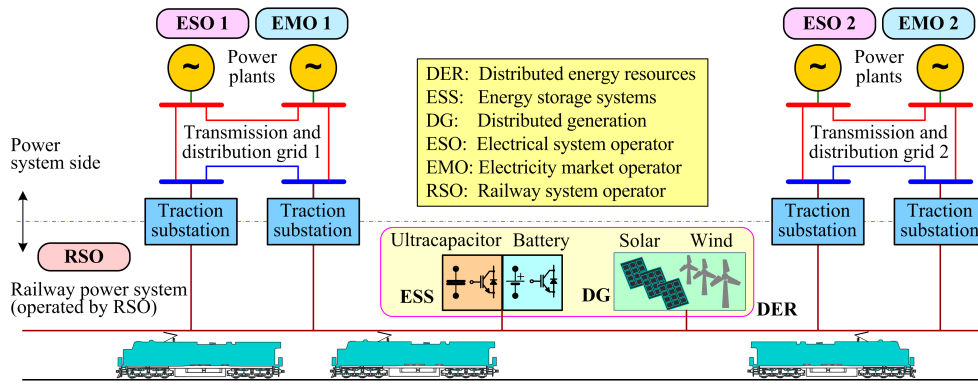 ESO 1
EMO 1
Power
plants
~
~
Transmission and
distribution grid 1
Power
system side
Traction
substation
Traction
substation
RSO
Railway power system
(operated by RSO)
DER: Distributed energy resources
ESS: Energy storage systems
DG: Distributed generation
ESO: Electrical system operator
EMO: Electricity market operator
RSO: Railway system operator
Ultracapacitor
Battery
+
ESS
Solar
Wind
DG
DER
ESO 2
EMO 2
Power
plants
~
~
Transmission and
distribution grid 2
Traction
substation
Traction
substation